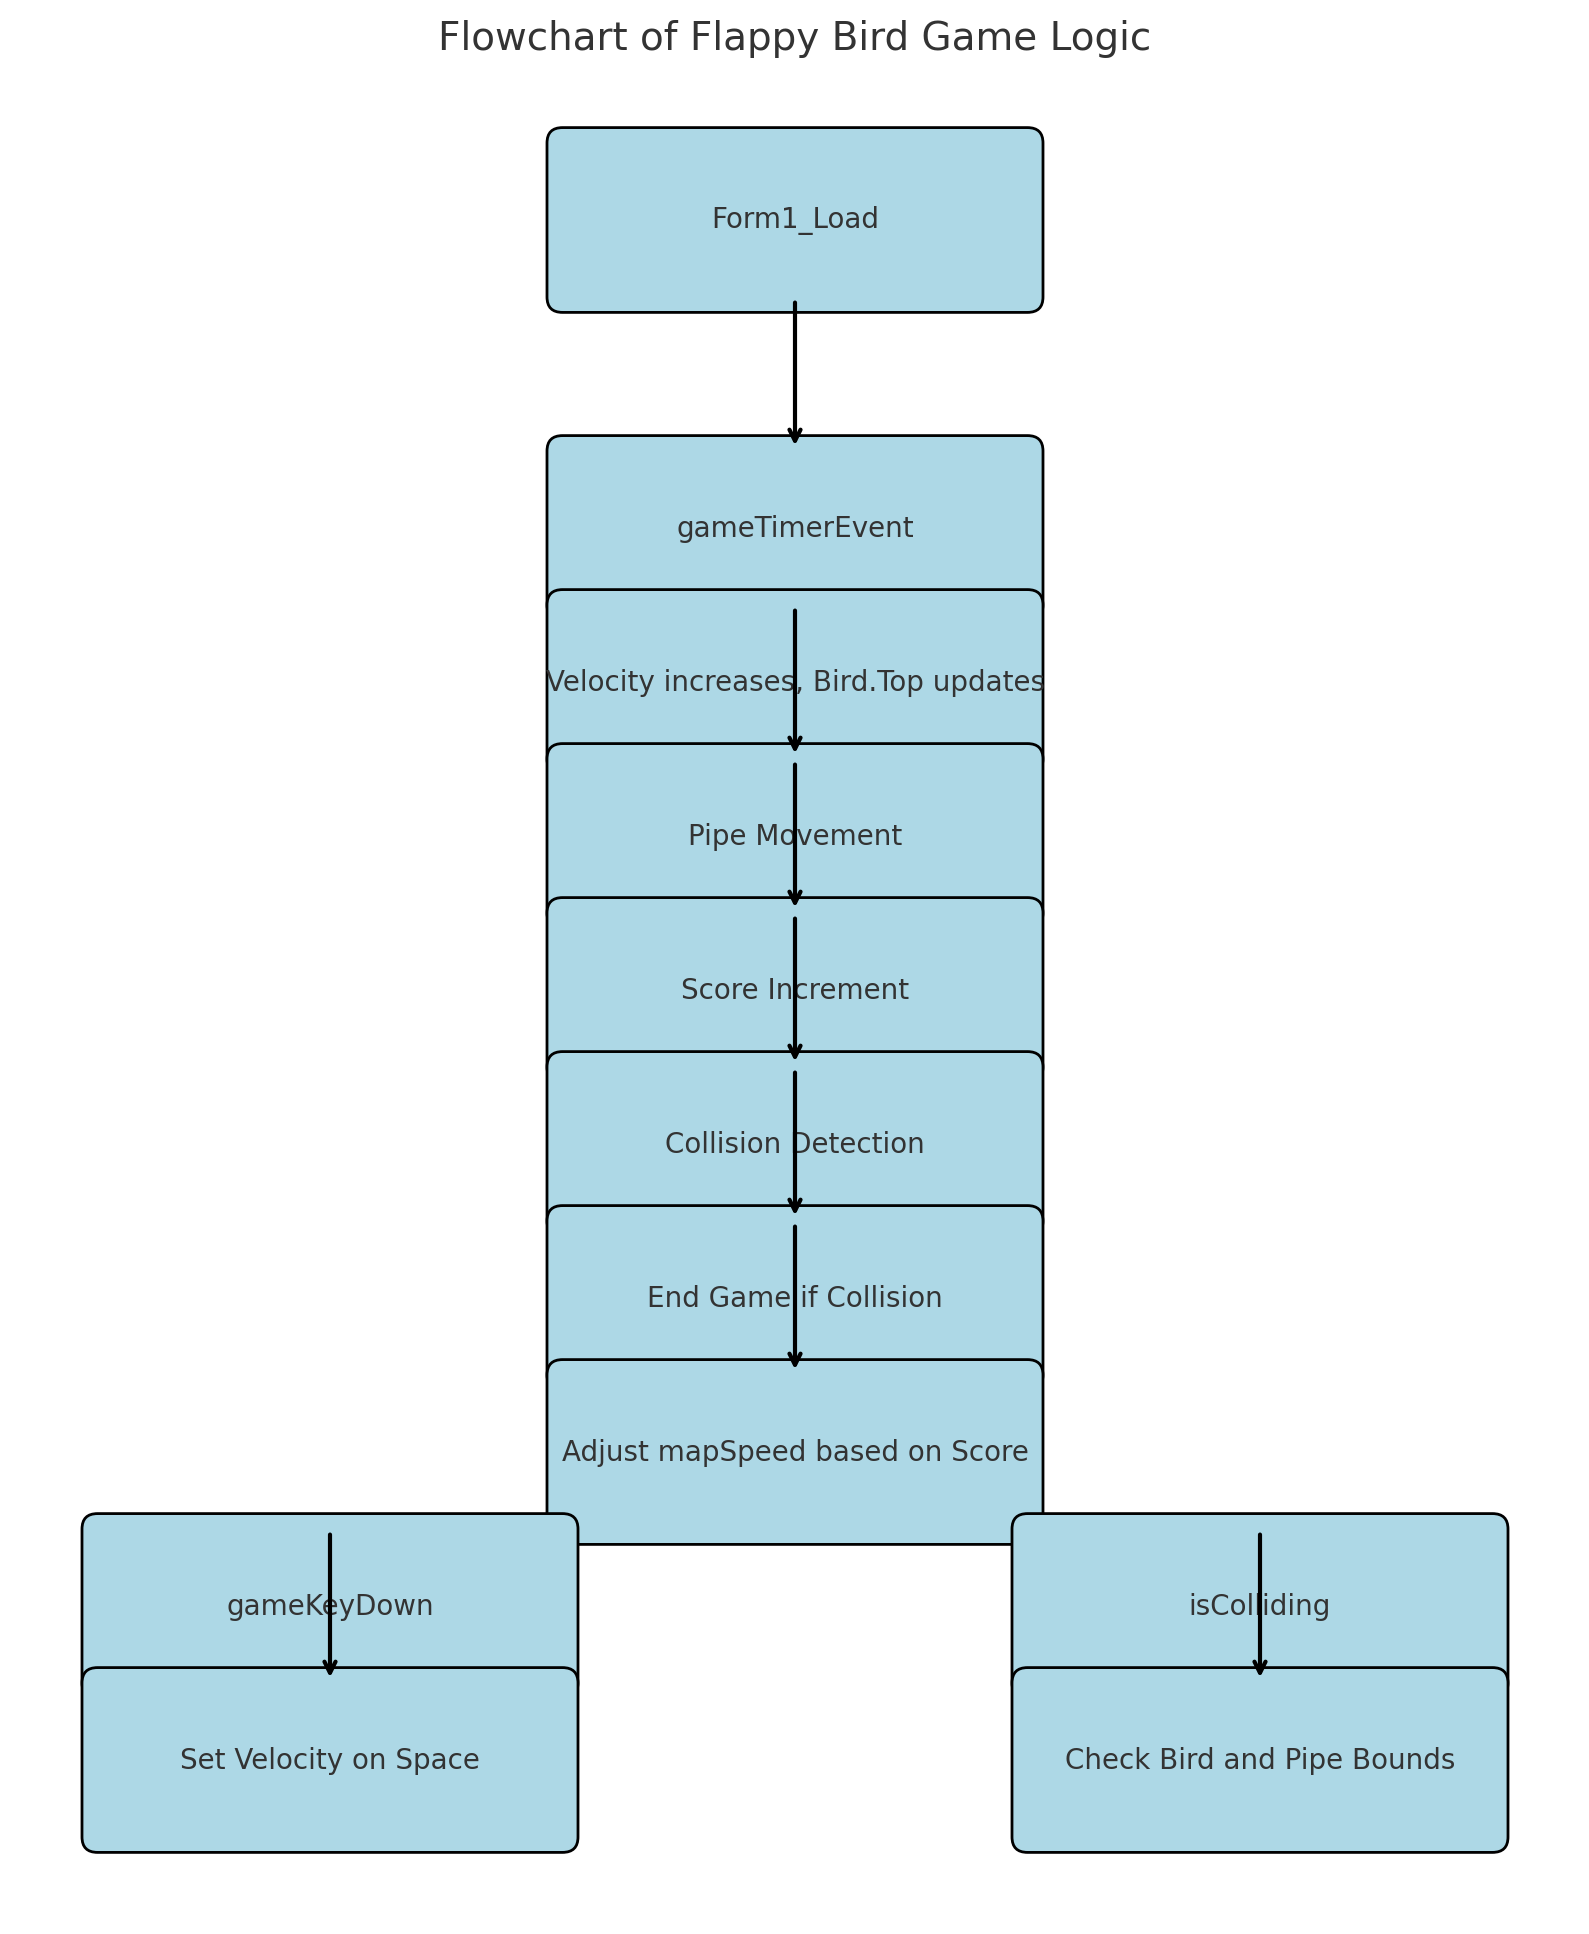 Flowchart of Flappy Bird Game Logic
Form1_Load
gameTimerEvent
Velocity increases, Bird.Top updates
Pipe Movement
Score Increment
Collision Detection
End Game if Collision
Adjust mapSpeed based on Score
gameKeyDown
isColliding
Set Velocity on Space
Check Bird and Pipe Bounds